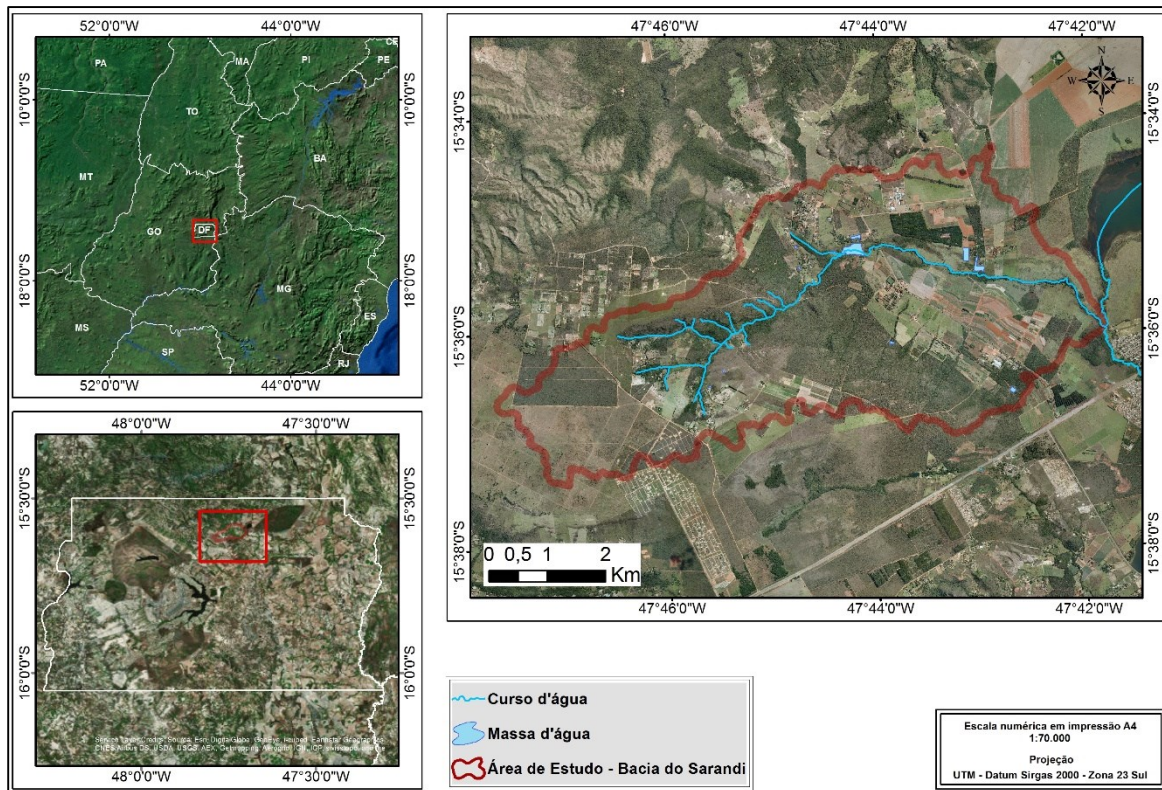 52°0'0"W
44°0'0"W
PA
MA
PI
CE
PE
TO
BA
MT
GO
DF
MG
ES
MS
SP
RJ
10°0'0"S
18°0'0"S
10°0'0"S
18°0'0"S
52°0'0"W
44°0'0"W
48°0'0"W
47°30'0"W
15°30'0"S
16°0'0"S
15°30'0"S
16°0'0"S
48°0'0"W
47°30'0"W
47°46'0"W
47°44'0"W
47°42'0"W
N
W
E
S
15°34'0"S
15°36'0"S
15°38'0"S
15°34'0"S
15°36'0"S
15°38'0"S
0 0,5 1 2
Km
47°46'0"W
47°44'0"W
47°42'0"W
Curso d'água
Massa d'água
Área de Estudo - Bacia do Sarandi
Escala numérica em impressão A4
1:70.000
Projeção
UTM - Datum Sirgas 2000 - Zona 23 Sul